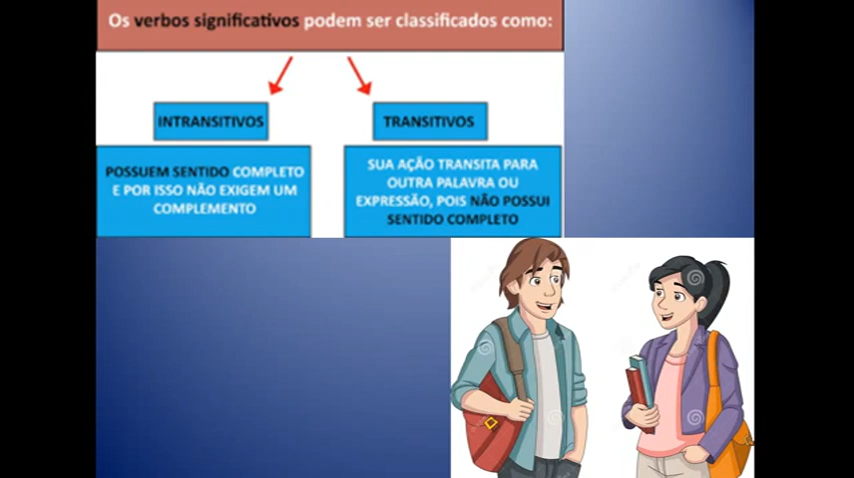 Os verbos significativos podem ser classificados como:
INTRANSITIVOS
TRANSITIVOS
POSSUEM SENTIDO COMPLETO
E POR ISSO NÃO EXIGEM UM
COMPLEMENTO
SUA AÇÃO TRANSITA PARA
OUTRA PALAVRA OU
EXPRESSÃO, POIS NÃO POSSUI
SENTIDO COMPLETO